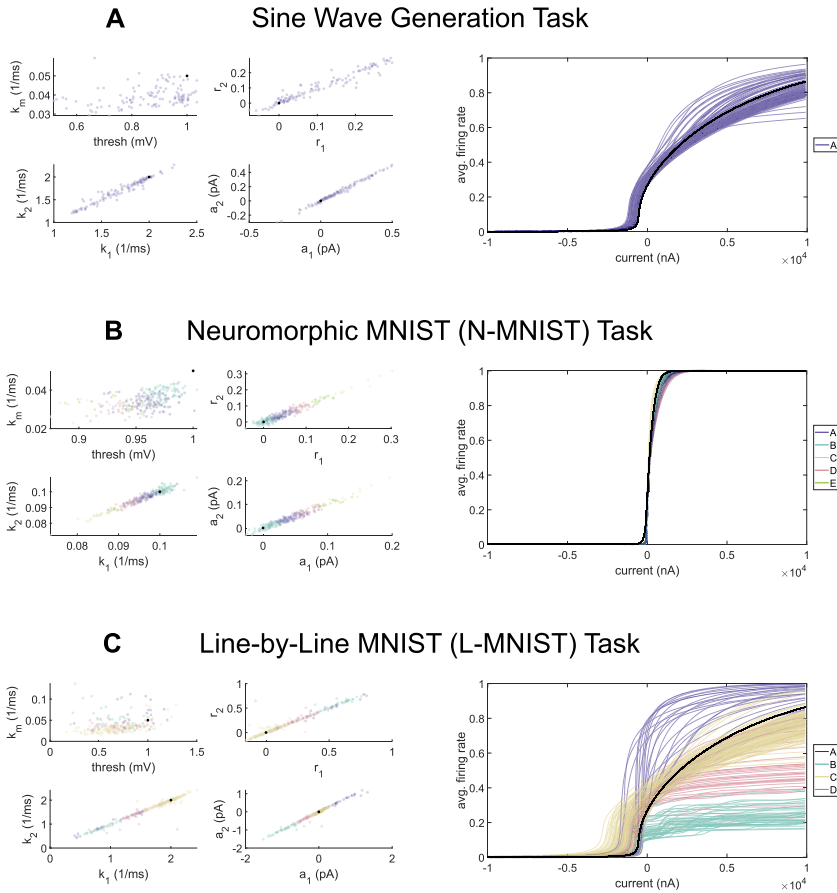 A Sine Wave Generation Task
k_m (1/ms)
0.05
0.04
0.03
0.6 0.8 1
thresh (mV)
r_2
0.2
0.1
0
0 0.1 0.2
r_1
k_2 (1/ms)
2
1.5
1
1 1.5 2 2.5
k_1 (1/ms)
a_2 (pA)
0.4
0.2
0
-0.2
-0.5 0 0.5
a_1 (pA)
avg. firing rate
1
0.8
0.6
0.4
0.2
0
-1 -0.5 0 0.5 1
current (nA)
×10^4
A
B Neuromorphic MNIST (N-MNIST) Task
k_m (1/ms)
0.04
0.02
0.9 0.95 1
thresh (mV)
r_2
0.3
0.2
0.1
0
0 0.1 0.2 0.3
r_1
k_2 (1/ms)
0.1
0.09
0.08
0.08 0.09 0.1
k_1 (1/ms)
a_2 (pA)
0.2
0.1
0
0 0.1 0.2
a_1 (pA)
avg. firing rate
1
0.8
0.6
0.4
0.2
0
-1 -0.5 0 0.5 1
current (nA)
×10^4
A
B
C
D
E
C Line-by-Line MNIST (L-MNIST) Task
k_m (1/ms)
0.1
0.05
0
0 0.5 1 1.5
thresh (mV)
r_2
1
0.5
0
0 0.5 1
r_1
k_2 (1/ms)
2
1
0
0 1 2
k_1 (1/ms)
a_2 (pA)
1
0
-1
-2
-2 0 2
a_1 (pA)
avg. firing rate
1
0.8
0.6
0.4
0.2
0
-1 -0.5 0 0.5 1
current (nA)
×10^4
A
B
C
D